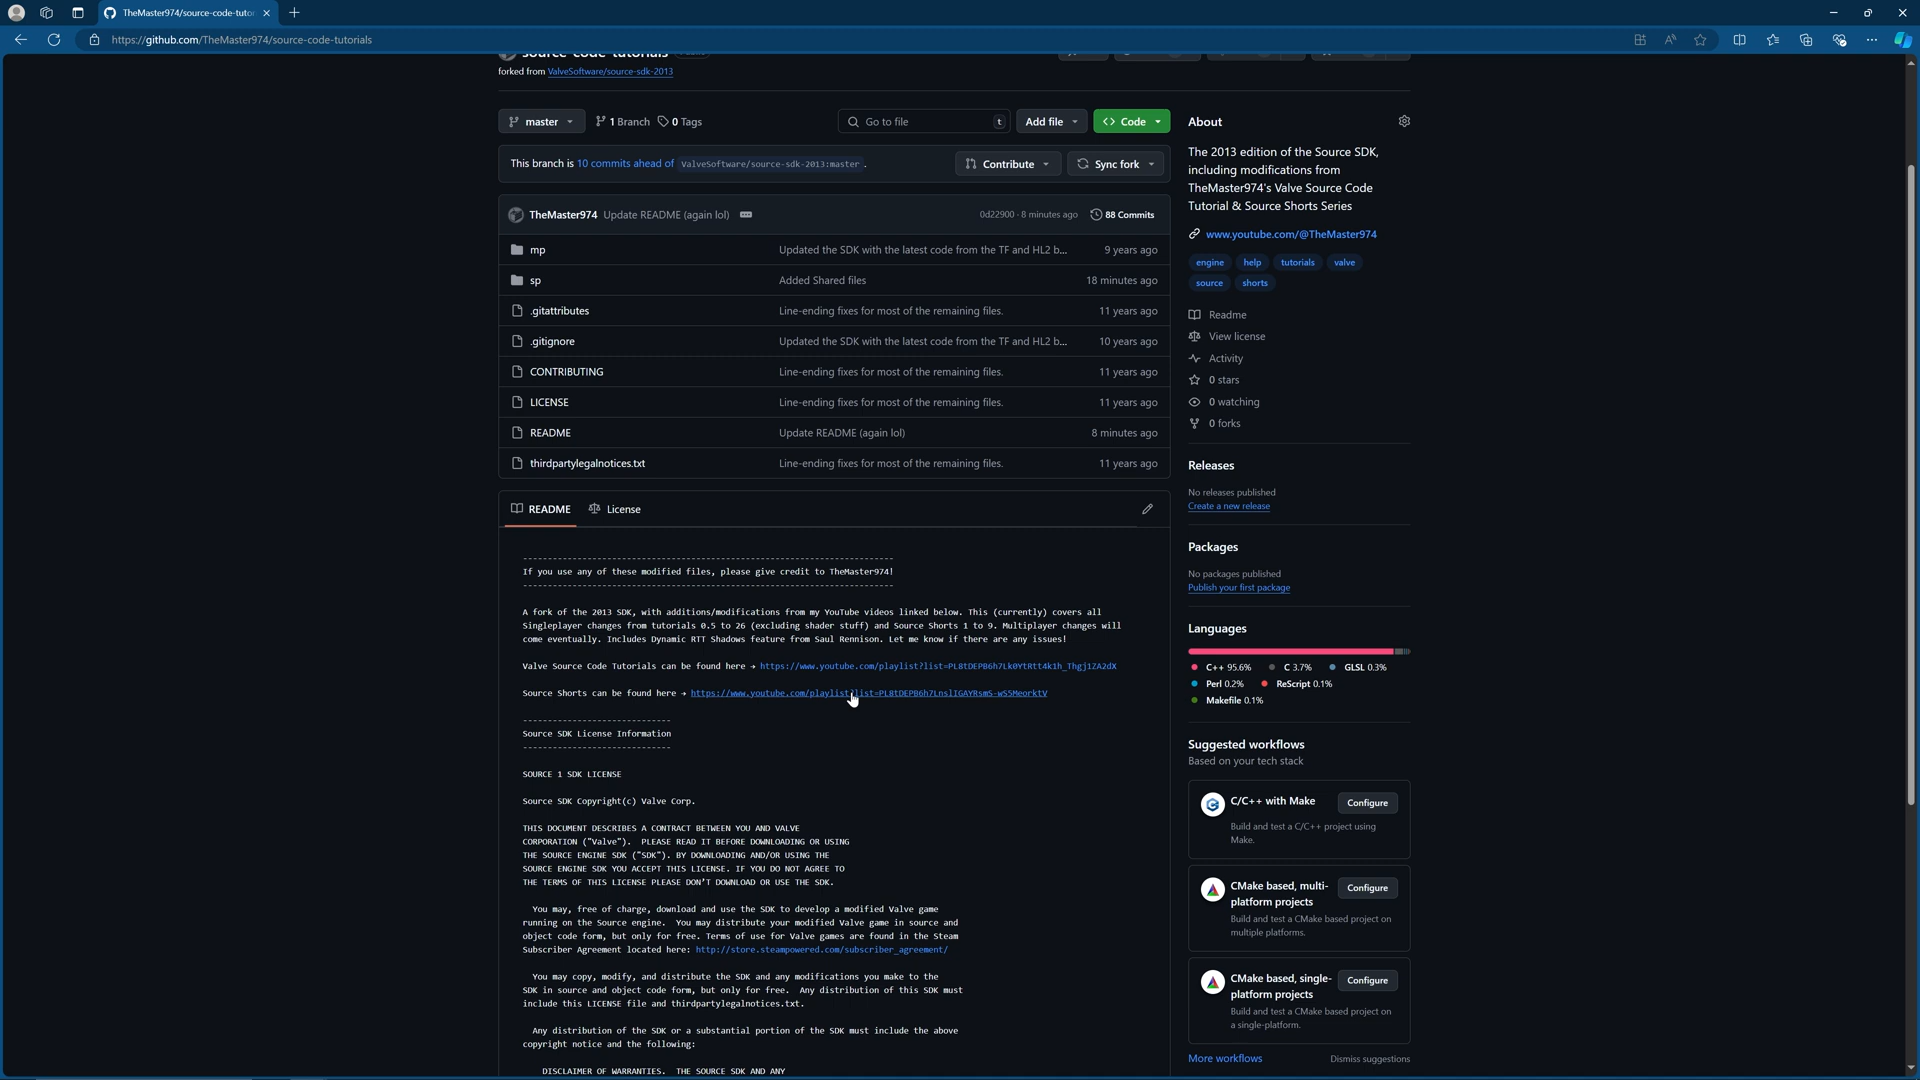 TheMaster974/source-code-tutor
https://github.com/TheMaster974/source-code-tutorials
source-code-tutorials
forked from ValveSoftware/source-sdk-2013
master
1 Branch
0 Tags
Go to file
t
Add file
Code
This branch is 10 commits ahead of ValveSoftware/source-sdk-2013:master .
Contribute
Sync fork
TheMaster974 Update README (again lol)
0d22900 · 8 minutes ago
88 Commits
mp
Updated the SDK with the latest code from the TF and HL2 b...
9 years ago
sp
Added Shared files
18 minutes ago
.gitattributes
Line-ending fixes for most of the remaining files.
11 years ago
.gitignore
Updated the SDK with the latest code from the TF and HL2 b...
10 years ago
CONTRIBUTING
Line-ending fixes for most of the remaining files.
11 years ago
LICENSE
Line-ending fixes for most of the remaining files.
11 years ago
README
Update README (again lol)
8 minutes ago
thirdpartylegalnotices.txt
Line-ending fixes for most of the remaining files.
11 years ago
README
License
If you use any of these modified files, please give credit to TheMaster974!
A fork of the 2013 SDK, with additions/modifications from my YouTube videos linked below. This (currently) covers all
Singleplayer changes from tutorials 0.5 to 26 (excluding shader stuff) and Source Shorts 1 to 9. Multiplayer changes will
come eventually. Includes Dynamic RTT Shadows feature from Saul Rennison. Let me know if there are any issues!
Valve Source Code Tutorials can be found here → https://www.youtube.com/playlist?list=PL8tDEPB6h7Lk0YtRtt4k1h_Thgj1ZA2dX
Source Shorts can be found here → https://www.youtube.com/playlist?list=PL8tDEPB6h7LnslIGAYRsmS-wS5MeorktV
Source SDK License Information
SOURCE 1 SDK LICENSE
Source SDK Copyright(c) Valve Corp.
THIS DOCUMENT DESCRIBES A CONTRACT BETWEEN YOU AND VALVE
CORPORATION ("Valve"). PLEASE READ IT BEFORE DOWNLOADING OR USING
THE SOURCE ENGINE SDK ("SDK"). BY DOWNLOADING AND/OR USING THE
SOURCE ENGINE SDK YOU ACCEPT THIS LICENSE. IF YOU DO NOT AGREE TO
THE TERMS OF THIS LICENSE PLEASE DON'T DOWNLOAD OR USE THE SDK.
You may, free of charge, download and use the SDK to develop a modified Valve game
running on the Source engine. You may distribute your modified Valve game in source and
object code form, but only for free. Terms of use for Valve games are found in the Steam
Subscriber Agreement located here: http://store.steampowered.com/subscriber_agreement/
You may copy, modify, and distribute the SDK and any modifications you make to the
SDK in source and object code form, but only for free. Any distribution of this SDK must
include this LICENSE file and thirdpartylegalnotices.txt.
Any distribution of the SDK or a substantial portion of the SDK must include the above
copyright notice and the following:
DISCLAIMER OF WARRANTIES. THE SOURCE SDK AND ANY
About
The 2013 edition of the Source SDK,
including modifications from
TheMaster974's Valve Source Code
Tutorial & Source Shorts Series
www.youtube.com/@TheMaster974
engine
help
tutorials
valve
source
shorts
Readme
View license
Activity
0 stars
0 watching
0 forks
Releases
No releases published
Create a new release
Packages
No packages published
Publish your first package
Languages
C++ 95.6%
C 3.7%
GLSL 0.3%
Perl 0.2%
ReScript 0.1%
Makefile 0.1%
Suggested workflows
Based on your tech stack
C/C++ with Make
Configure
Build and test a C/C++ project using
Make.
CMake based, multi-
platform projects
Configure
Build and test a CMake based project on
multiple platforms.
CMake based, single-
platform projects
Configure
Build and test a CMake based project on
a single-platform.
More workflows
Dismiss suggestions